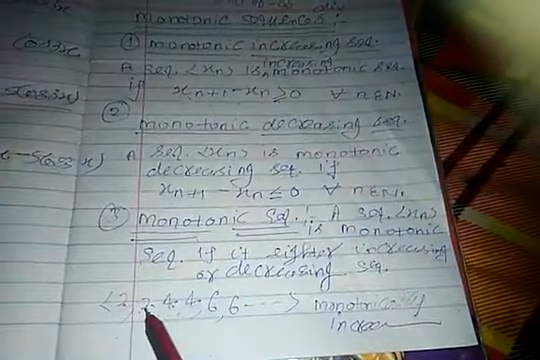 monotonic sequences :-
① monotonic increasing seq.
A seq. <xn> is monotonic increasing seq.
if xn+1 - xn ≥ 0 ∀ n ∈ N.
② monotonic decreasing seq.
A seq. <xn> is monotonic
decreasing seq. if
xn+1 - xn ≤ 0 ∀ n ∈ N.
③ monotonic seq. :- A seq. <xn>
is monotonic
seq. if it eighter increasing
or decreasing seq.
<2, 2, 4, 4, 6, 6 ---->
monotonically